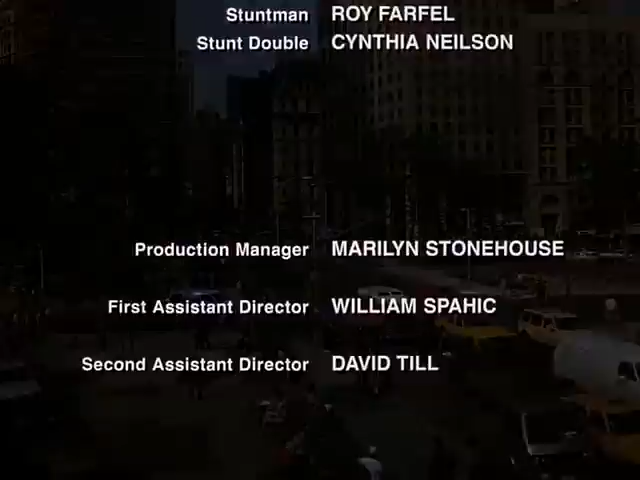 Stuntman ROY FARFEL
Stunt Double CYNTHIA NEILSON
Production Manager MARILYN STONEHOUSE
First Assistant Director WILLIAM SPAHIC
Second Assistant Director DAVID TILL